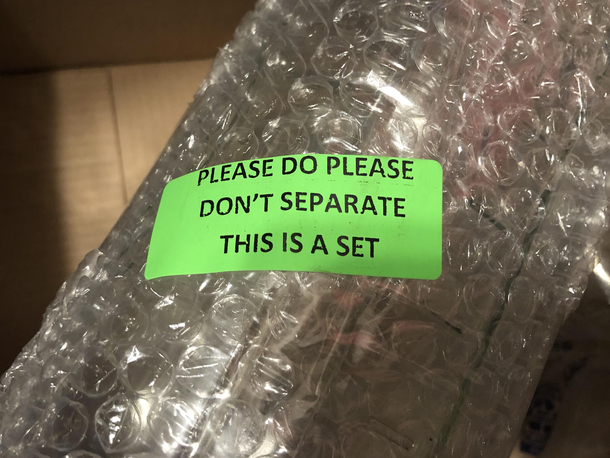 PLEASE DO PLEASE
DON'T SEPARATE
THIS IS A SET